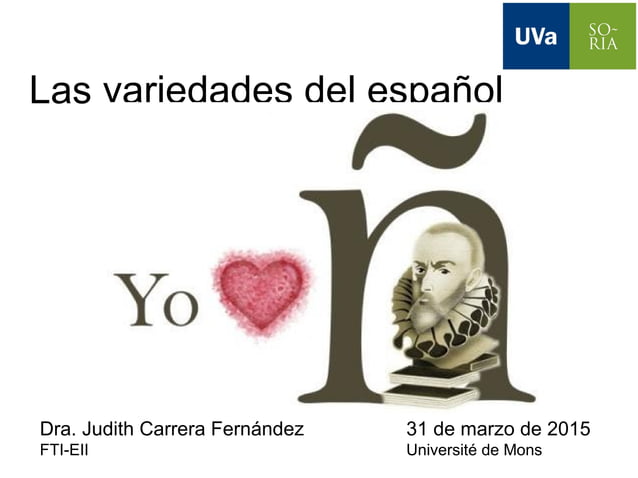 UVa
SO~
RIA
Las variedades del español
Yo
ñ
Dra. Judith Carrera Fernández
FTI-EII
31 de marzo de 2015
Université de Mons